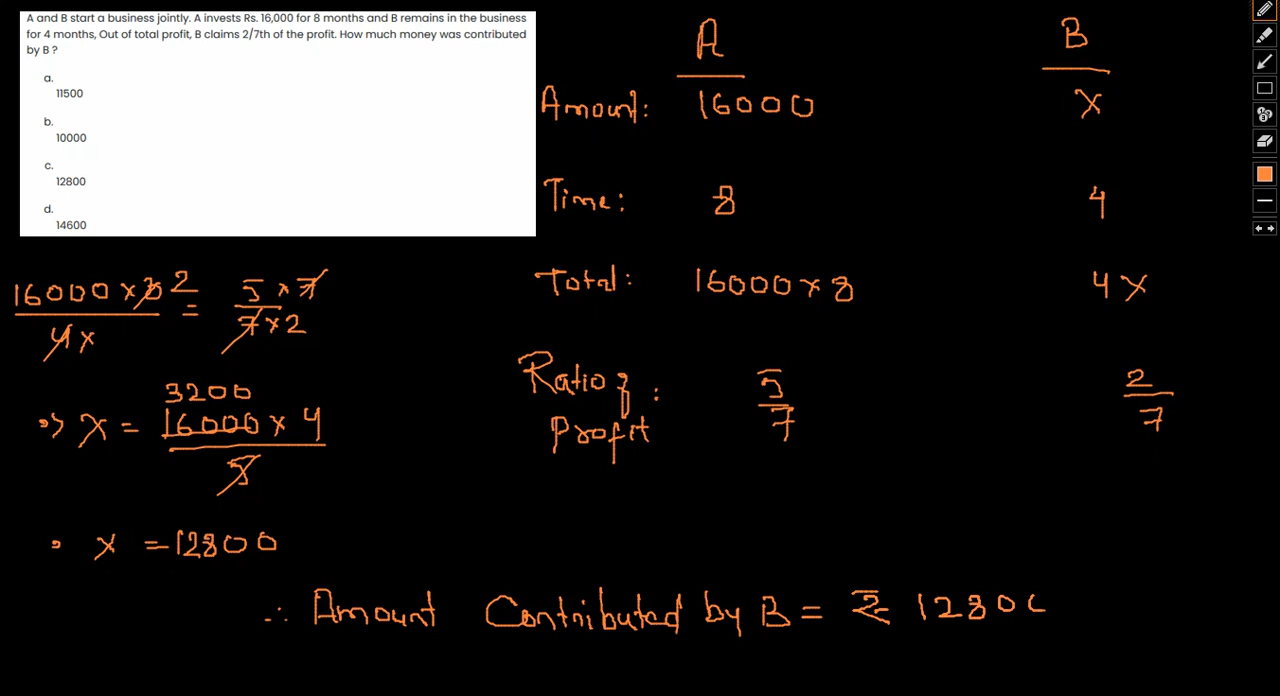 A and B start a business jointly. A invests Rs. 16,000 for 8 months and B remains in the business
for 4 months, Out of total profit, B claims 2/7th of the profit. How much money was contributed
by B ?
a.
11500
b.
10000
c.
12800
d.
14600
A B
Amount: 16000 x
Time: 8 4
Total: 16000 × 8 4x
Ratio of Profit : 5/7 2/7
16000 × 8 2 / 4x = 5 × 7 / 7 × 2
⇒ x = 3200 16000 × 4 / 5
x = 12800
∴ Amount Contributed by B = ₹ 12800